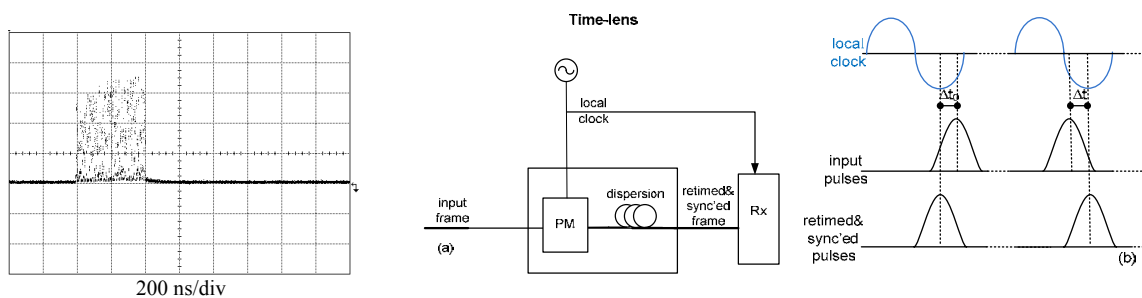 200 ns/div
Time-lens
local
clock
input
frame
(a)
PM
dispersion
retimed&
sync'ed
frame
Rx
local
clock
Δt₀
Δt
input
pulses
retimed&
sync'ed
pulses
(b)